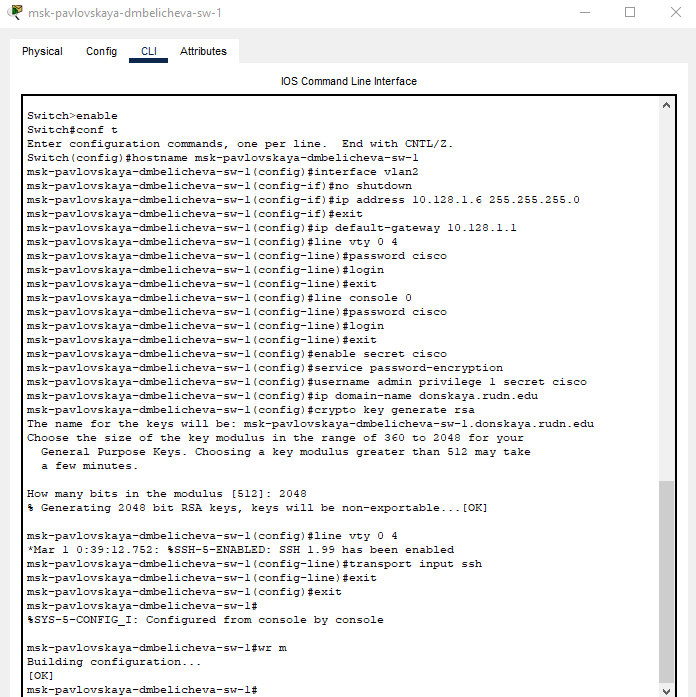 msk-pavlovskaya-dmbelicheva-sw-1
Physical Config CLI Attributes
IOS Command Line Interface
Switch>enable
Switch#conf t
Enter configuration commands, one per line.  End with CNTL/Z.
Switch(config)#hostname msk-pavlovskaya-dmbelicheva-sw-1
msk-pavlovskaya-dmbelicheva-sw-1(config)#interface vlan2
msk-pavlovskaya-dmbelicheva-sw-1(config-if)#no shutdown
msk-pavlovskaya-dmbelicheva-sw-1(config-if)#ip address 10.128.1.6 255.255.255.0
msk-pavlovskaya-dmbelicheva-sw-1(config-if)#exit
msk-pavlovskaya-dmbelicheva-sw-1(config)#ip default-gateway 10.128.1.1
msk-pavlovskaya-dmbelicheva-sw-1(config)#line vty 0 4
msk-pavlovskaya-dmbelicheva-sw-1(config-line)#password cisco
msk-pavlovskaya-dmbelicheva-sw-1(config-line)#login
msk-pavlovskaya-dmbelicheva-sw-1(config-line)#exit
msk-pavlovskaya-dmbelicheva-sw-1(config)#line console 0
msk-pavlovskaya-dmbelicheva-sw-1(config-line)#password cisco
msk-pavlovskaya-dmbelicheva-sw-1(config-line)#login
msk-pavlovskaya-dmbelicheva-sw-1(config-line)#exit
msk-pavlovskaya-dmbelicheva-sw-1(config)#enable secret cisco
msk-pavlovskaya-dmbelicheva-sw-1(config)#service password-encryption
msk-pavlovskaya-dmbelicheva-sw-1(config)#username admin privilege 1 secret cisco
msk-pavlovskaya-dmbelicheva-sw-1(config)#ip domain-name donskaya.rudn.edu
msk-pavlovskaya-dmbelicheva-sw-1(config)#crypto key generate rsa
The name for the keys will be: msk-pavlovskaya-dmbelicheva-sw-1.donskaya.rudn.edu
Choose the size of the key modulus in the range of 360 to 2048 for your
  General Purpose Keys. Choosing a key modulus greater than 512 may take
  a few minutes.
How many bits in the modulus [512]: 2048
% Generating 2048 bit RSA keys, keys will be non-exportable...[OK]
msk-pavlovskaya-dmbelicheva-sw-1(config)#line vty 0 4
*Mar 1 0:39:12.752: %SSH-5-ENABLED: SSH 1.99 has been enabled
msk-pavlovskaya-dmbelicheva-sw-1(config-line)#transport input ssh
msk-pavlovskaya-dmbelicheva-sw-1(config-line)#exit
msk-pavlovskaya-dmbelicheva-sw-1(config)#exit
msk-pavlovskaya-dmbelicheva-sw-1#
%SYS-5-CONFIG_I: Configured from console by console
msk-pavlovskaya-dmbelicheva-sw-1#wr m
Building configuration...
[OK]
msk-pavlovskaya-dmbelicheva-sw-1#